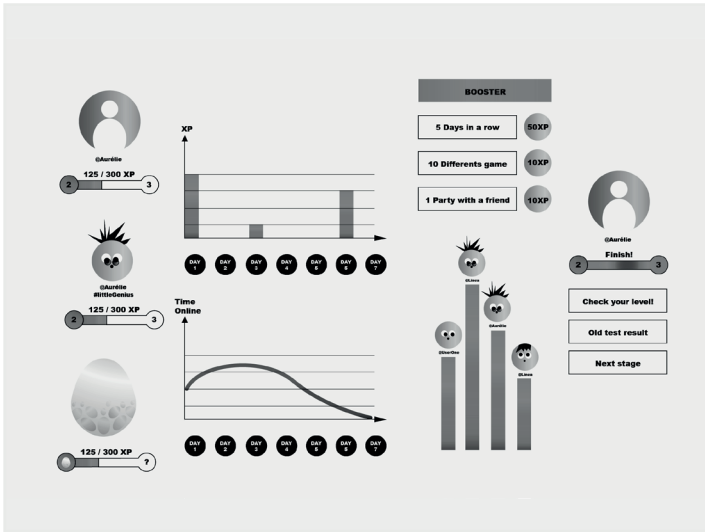 @Aurélie
125 / 300 XP
2
3
@Aurélie
#littleGenius
125 / 300 XP
2
3
125 / 300 XP
?
XP
DAY
1
DAY
2
DAY
3
DAY
4
DAY
5
DAY
6
DAY
7
Time
Online
DAY
1
DAY
2
DAY
3
DAY
4
DAY
5
DAY
6
DAY
7
BOOSTER
5 Days in a row
50XP
10 Differents game
10XP
1 Party with a friend
10XP
@UserOne
@Aurélie
@Aurélie
Finish!
2
3
Check your level!
Old test result
Next stage